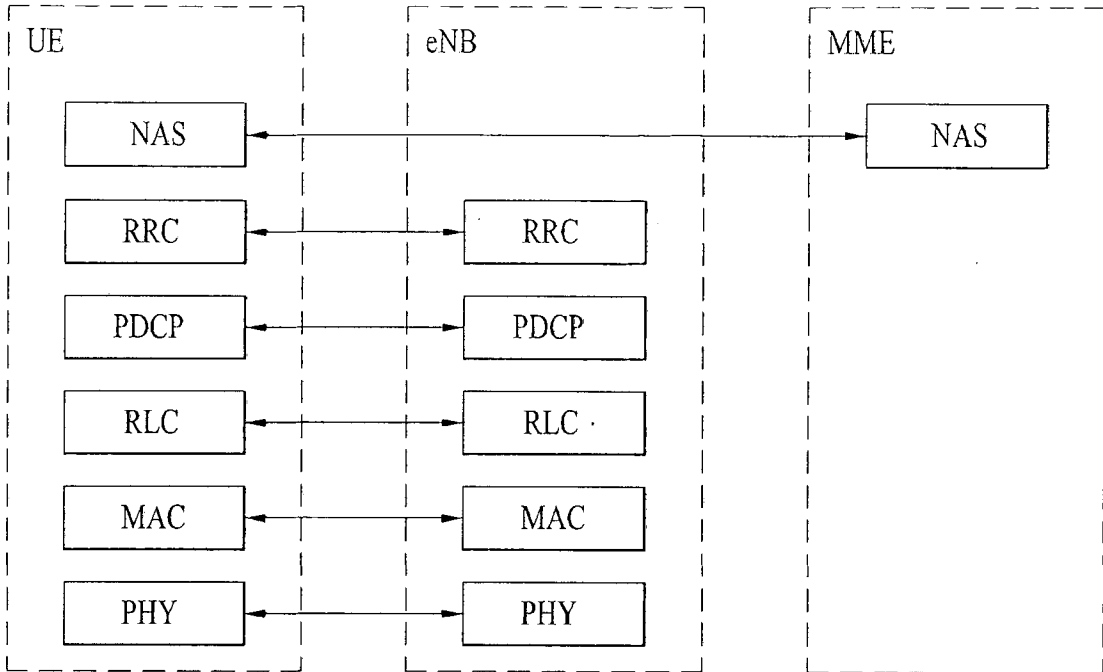 UE
eNB
MME
NAS
NAS
RRC
RRC
PDCP
PDCP
RLC
RLC
MAC
MAC
PHY
PHY